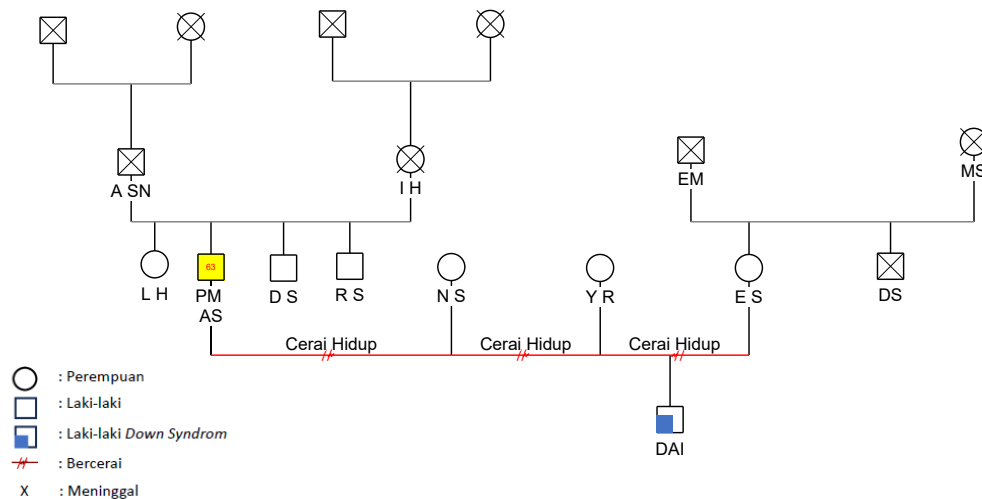 A SN
I H
EM
MS
L H
63
PM
AS
D S
R S
N S
Y R
E S
DS
Cerai Hidup
Cerai Hidup
Cerai Hidup
DAI
: Perempuan
: Laki-laki
: Laki-laki Down Syndrom
: Bercerai
X : Meninggal